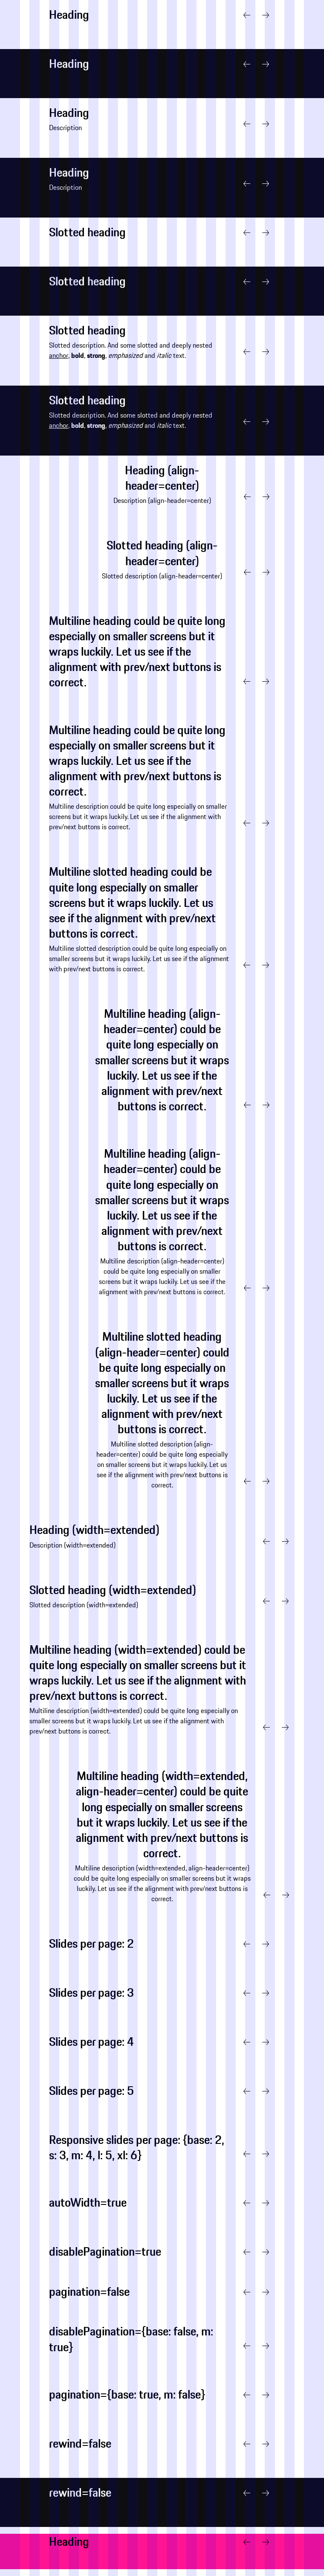 Heading
Heading
Heading
Description
Heading
Description
Slotted heading
Slotted heading
Slotted heading
Slotted description. And some slotted and deeply nested
anchor, bold, strong, emphasized and italic text.
Slotted heading
Slotted description. And some slotted and deeply nested
anchor, bold, strong, emphasized and italic text.
Heading (align-
header=center)
Description (align-header=center)
Slotted heading (align-
header=center)
Slotted description (align-header=center)
Multiline heading could be quite long
especially on smaller screens but it
wraps luckily. Let us see if the
alignment with prev/next buttons is
correct.
Multiline heading could be quite long
especially on smaller screens but it
wraps luckily. Let us see if the
alignment with prev/next buttons is
correct.
Multiline description could be quite long especially on smaller
screens but it wraps luckily. Let us see if the alignment with
prev/next buttons is correct.
Multiline slotted heading could be
quite long especially on smaller
screens but it wraps luckily. Let us
see if the alignment with prev/next
buttons is correct.
Multiline slotted description could be quite long especially on
smaller screens but it wraps luckily. Let us see if the alignment
with prev/next buttons is correct.
Multiline heading (align-
header=center) could be
quite long especially on
smaller screens but it wraps
luckily. Let us see if the
alignment with prev/next
buttons is correct.
Multiline heading (align-
header=center) could be
quite long especially on
smaller screens but it wraps
luckily. Let us see if the
alignment with prev/next
buttons is correct.
Multiline description (align-header=center)
could be quite long especially on smaller
screens but it wraps luckily. Let us see if the
alignment with prev/next buttons is correct.
Multiline slotted heading
(align-header=center) could
be quite long especially on
smaller screens but it wraps
luckily. Let us see if the
alignment with prev/next
buttons is correct.
Multiline slotted description (align-
header=center) could be quite long especially
on smaller screens but it wraps luckily. Let us
see if the alignment with prev/next buttons is
correct.
Heading (width=extended)
Description (width=extended)
Slotted heading (width=extended)
Slotted description (width=extended)
Multiline heading (width=extended) could be
quite long especially on smaller screens but it
wraps luckily. Let us see if the alignment with
prev/next buttons is correct.
Multiline description (width=extended) could be quite long especially on
smaller screens but it wraps luckily. Let us see if the alignment with
prev/next buttons is correct.
Multiline heading (width=extended,
align-header=center) could be quite
long especially on smaller screens
but it wraps luckily. Let us see if the
alignment with prev/next buttons is
correct.
Multiline description (width=extended, align-header=center)
could be quite long especially on smaller screens but it wraps
luckily. Let us see if the alignment with prev/next buttons is
correct.
Slides per page: 2
Slides per page: 3
Slides per page: 4
Slides per page: 5
Responsive slides per page: {base: 2,
s: 3, m: 4, l: 5, xl: 6}
autoWidth=true
disablePagination=true
pagination=false
disablePagination={base: false, m:
true}
pagination={base: true, m: false}
rewind=false
rewind=false
Heading